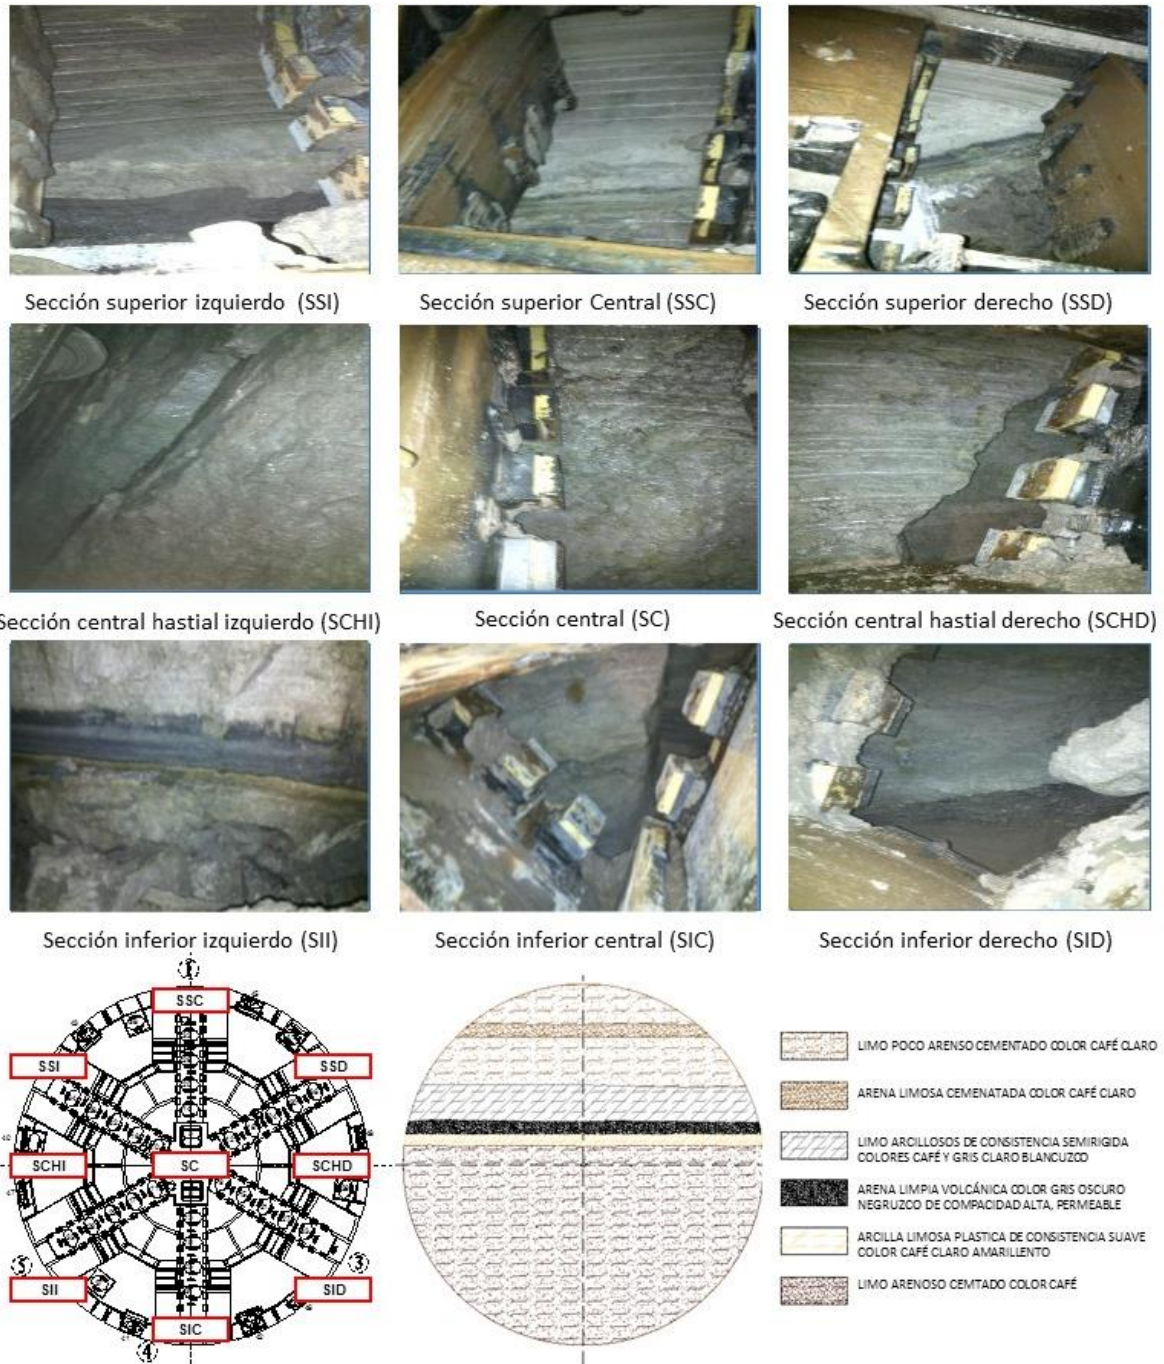 Sección superior izquierdo (SSI)
Sección superior Central (SSC)
Sección superior derecho (SSD)
Sección central hastial izquierdo (SCHI)
Sección central (SC)
Sección central hastial derecho (SCHD)
Sección inferior izquierdo (SII)
Sección inferior central (SIC)
Sección inferior derecho (SID)
1
SSC
SSI
SSD
SCHI
SC
SCHD
5
3
SII
SID
SIC
4
LIMO POCO ARENSO CEMENTADO COLOR CAFÉ CLARO
ARENA LIMOSA CEMENATADA COLOR CAFÉ CLARO
LIMO ARCILLOSOS DE CONSISTENCIA SEMIRIGIDA
COLORES CAFÉ Y GRIS CLARO BLANCUZCO
ARENA LIMPIA VOLCÁNICA COLOR GRIS OSCURO
NEGRUZCO DE COMPACIDAD ALTA, PERMEABLE
ARCILLA LIMOSA PLASTICA DE CONSISTENCIA SUAVE
COLOR CAFÉ CLARO AMARILLENTO
LIMO ARENOSO CEMTADO COLOR CAFÉ